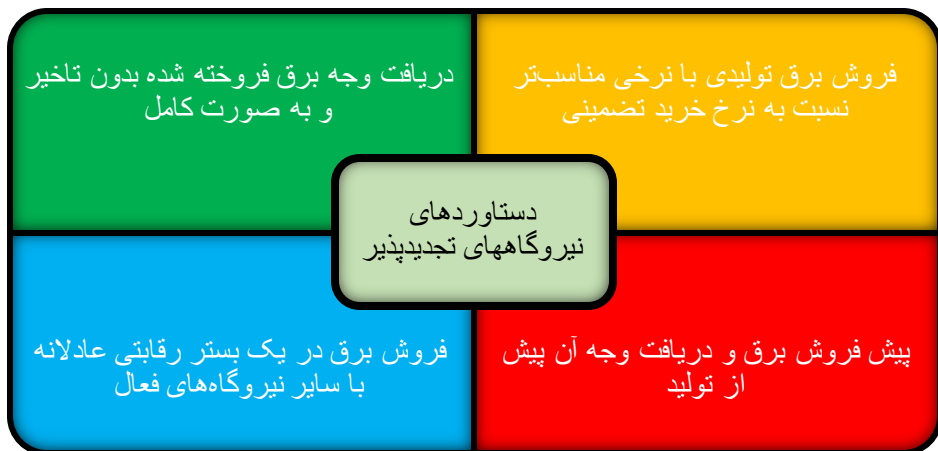 فروش برق تولیدی با نرخی مناسب‌تر
نسبت به نرخ خرید تضمینی
دریافت وجه برق فروخته شده بدون تاخیر
و به صورت کامل
دستاوردهای
نیروگاههای تجدیدپذیر
پیش فروش برق و دریافت وجه آن پیش
از تولید
فروش برق در یک بستر رقابتی عادلانه
با سایر نیروگاه‌های فعال